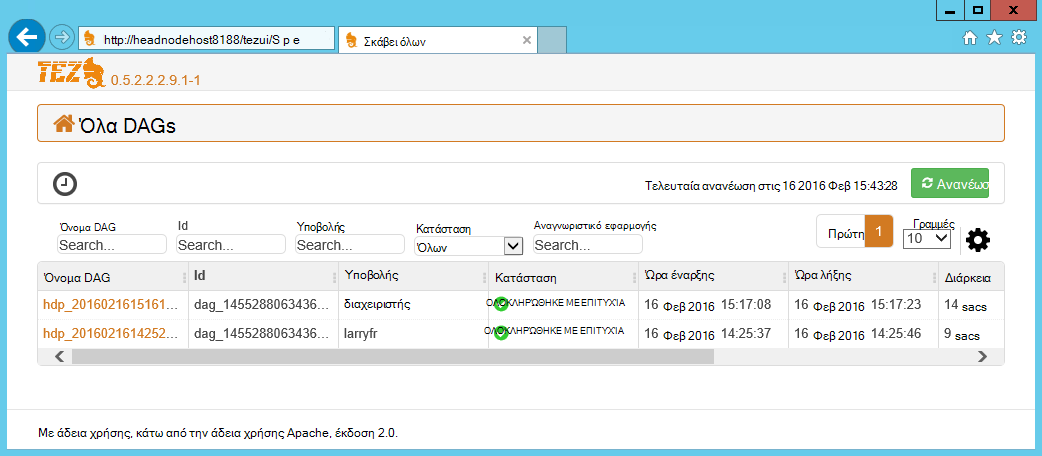 http://headnodehost8188/tezui/S p e
Σκάβει όλων
TEZ 0.5.2.2.2.9.1-1
Όλα DAGs
Τελευταία ανανέωση στις 16 2016 Φεβ 15:43:28 Ανανέωσ
Όνομα DAG Id Υποβολής Κατάσταση Αναγνωριστικό εφαρμογής Γραμμές
Search... Search... Search... Όλων Search... Πρώτη 1 10
Όνομα DAG Id Υποβολής Κατάσταση Ώρα έναρξης Ώρα λήξης Διάρκεια
hdp_2016021615161... dag_1455288063436... διαχειριστής ΟΛΟΚΛΗΡΏΘΗΚΕ ΜΕ ΕΠΙΤΥΧΊΑ 16 Φεβ 2016 15:17:08 16 Φεβ 2016 15:17:23 14 sacs
hdp_2016021614252... dag_1455288063436... larryfr ΟΛΟΚΛΗΡΏΘΗΚΕ ΜΕ ΕΠΙΤΥΧΊΑ 16 Φεβ 2016 14:25:37 16 Φεβ 2016 14:25:46 9 sacs
Με άδεια χρήσης, κάτω από την άδεια χρήσης Apache, έκδοση 2.0.